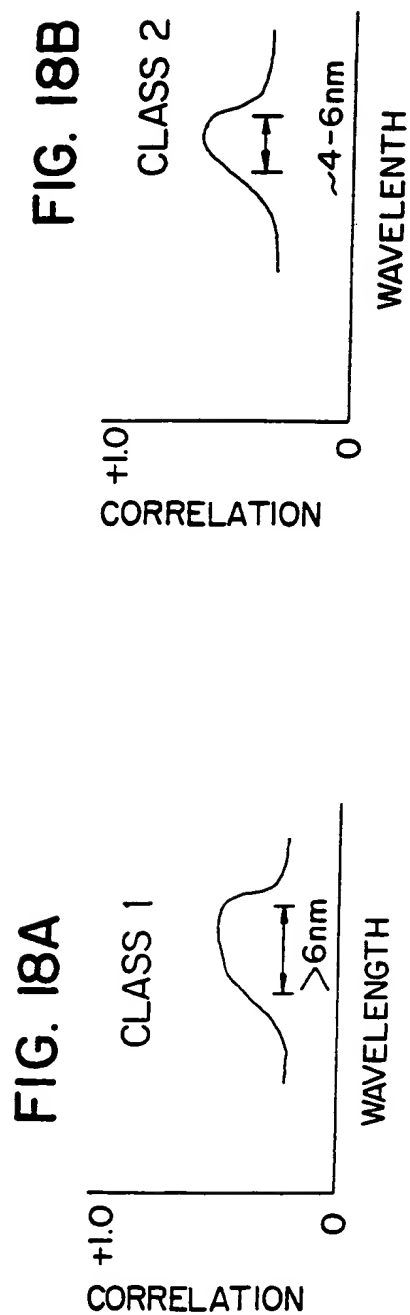 FIG. 18A
CLASS 1
+1.0
CORRELATION
0
>6nm
WAVELENGTH
FIG. 18B
CLASS 2
+1.0
CORRELATION
0
~4-6nm
WAVELENTH